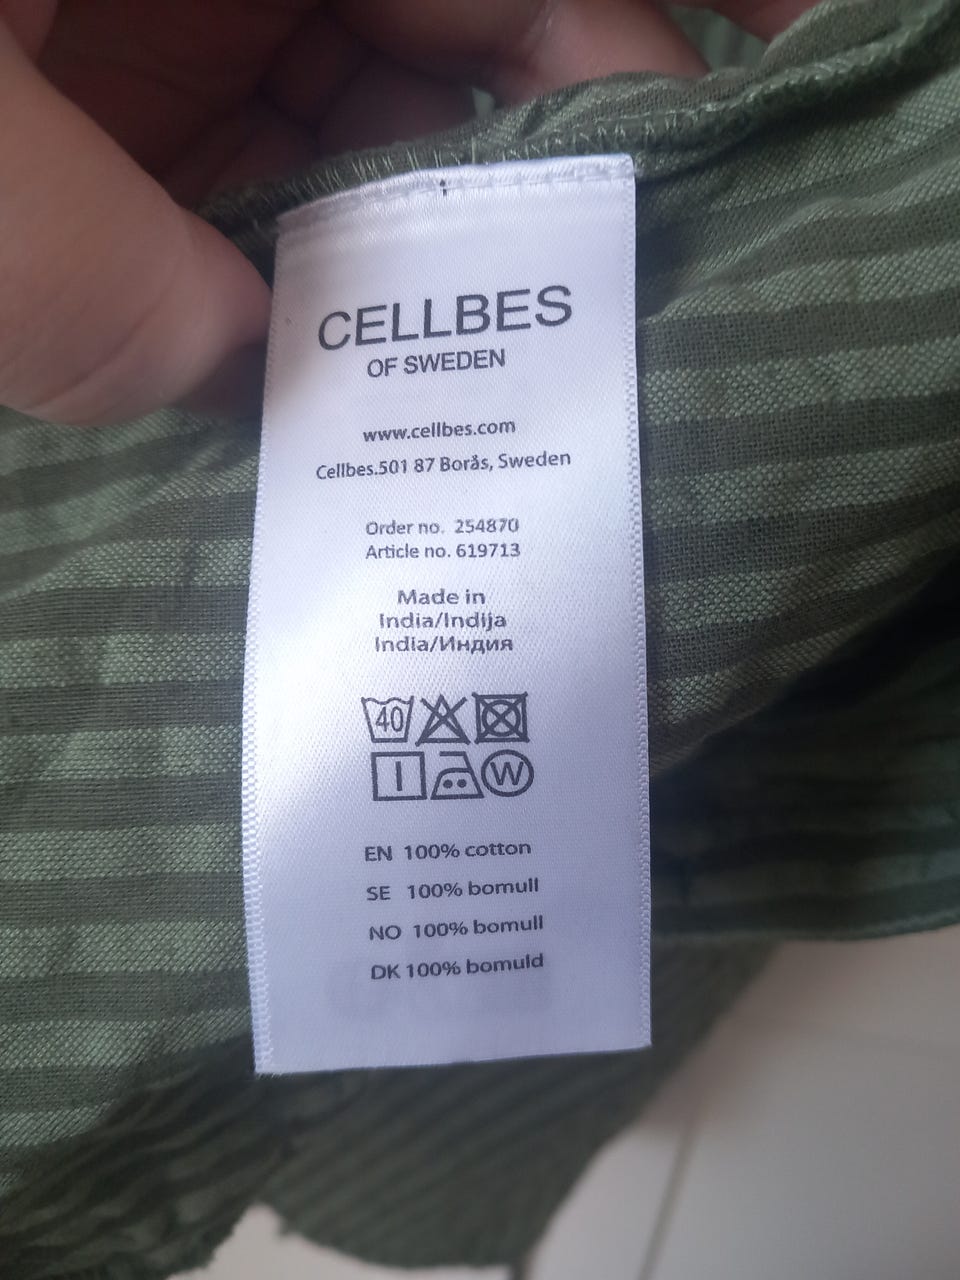 CELLBES
OF SWEDEN
www.cellbes.com
Cellbes.501 87 Borås, Sweden
Order no. 254870
Article no. 619713
Made in
India/Indija
India/Индия
40
W
EN 100% cotton
SE 100% bomull
NO 100% bomull
DK 100% bomuld